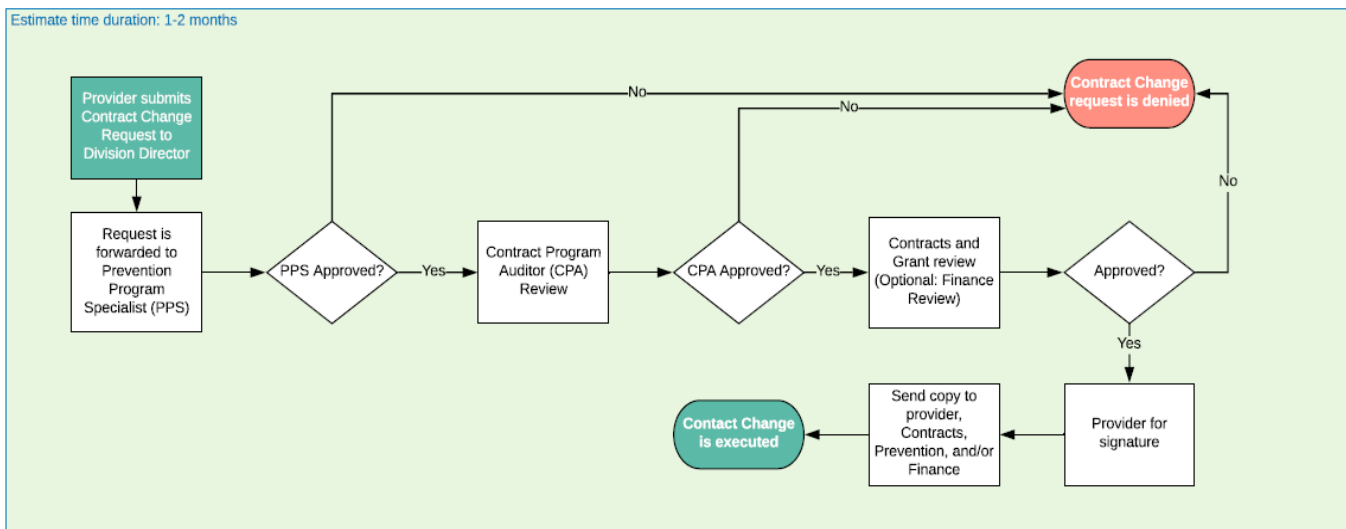 Estimate time duration: 1-2 months
Provider submits
Contract Change
Request to
Division Director
No
No
Contract Change
request is denied
Request is
forwarded to
Prevention
Program
Specialist (PPS)
PPS Approved?
Yes
Contract Program
Auditor (CPA)
Review
CPA Approved?
Yes
Contracts and
Grant review
(Optional: Finance
Review)
Approved?
No
Yes
Provider for
signature
Send copy to
provider,
Contracts,
Prevention, and/or
Finance
Contact Change
is executed